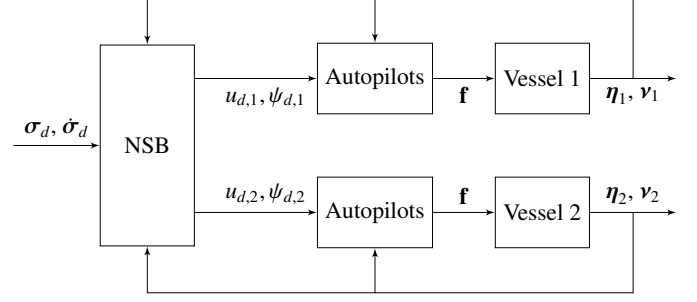 σ_d, σ̇_d
NSB
u_{d,1}, ψ_{d,1}
Autopilots
f
Vessel 1
η_1, ν_1
u_{d,2}, ψ_{d,2}
Autopilots
f
Vessel 2
η_2, ν_2